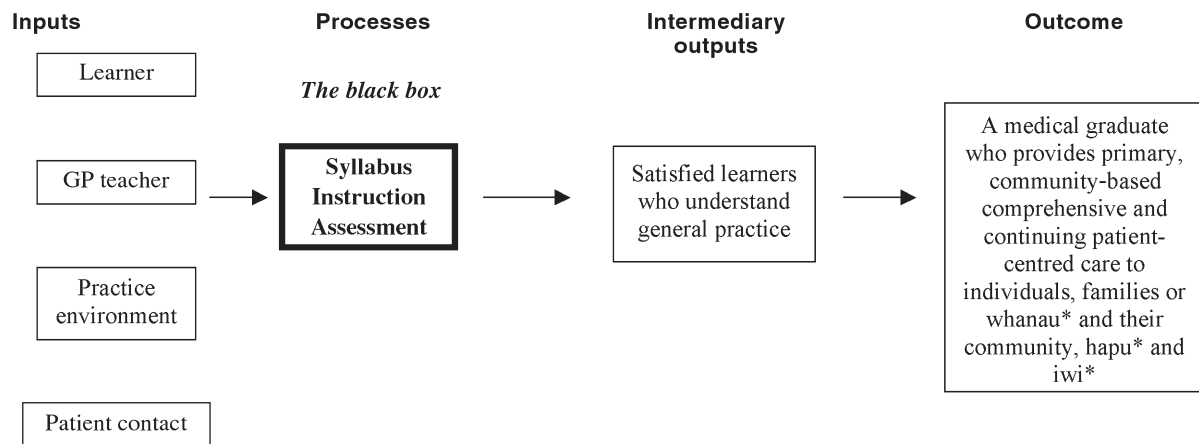 Inputs
Learner
GP teacher
Practice
environment
Patient contact
Processes
The black box
Syllabus
Instruction
Assessment
Intermediary
outputs
Satisfied learners
who understand
general practice
Outcome
A medical graduate
who provides primary,
community-based
comprehensive and
continuing patient-
centred care to
individuals, families or
whanau* and their
community, hapu* and
iwi*